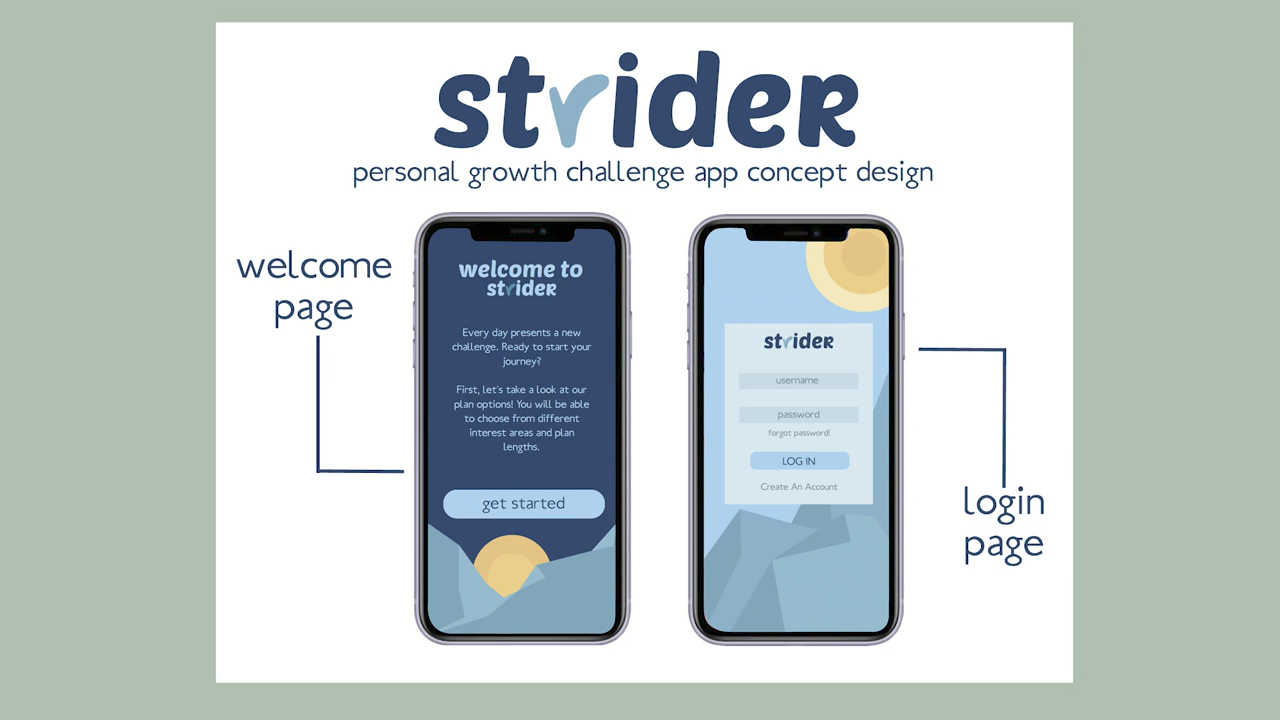 strider
personal growth challenge app concept design
welcome
page
welcome to
strider
Every day presents a new
challenge. Ready to start your
journey?
First, let's take a look at our
plan options! You will be able
to choose from different
interest areas and plan
lengths.
get started
strider
username
password
forgot password?
LOG IN
Create An Account
login
page